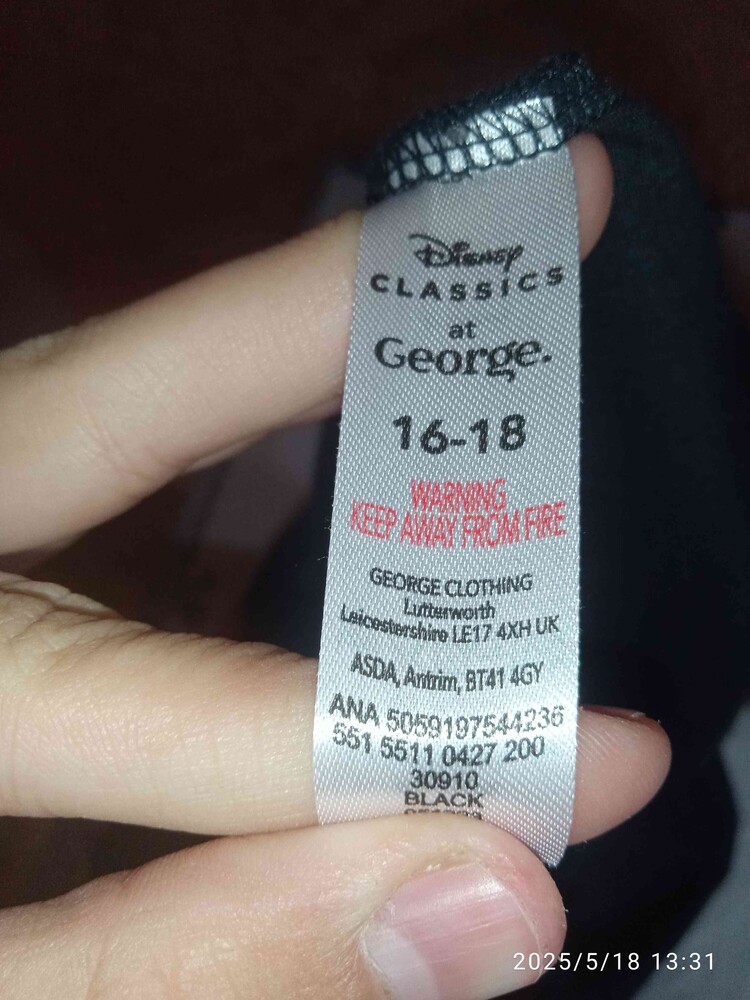 Disney
CLASSICS
at
George.
16-18
WARNING
KEEP AWAY FROM FIRE
GEORGE CLOTHING
Lutterworth
Leicestershire LE17 4XH UK
ASDA, Antrim, BT41 4GY
ANA 5059197544236
551 5511 0427 200
30910
BLACK
2025/5/18 13:31